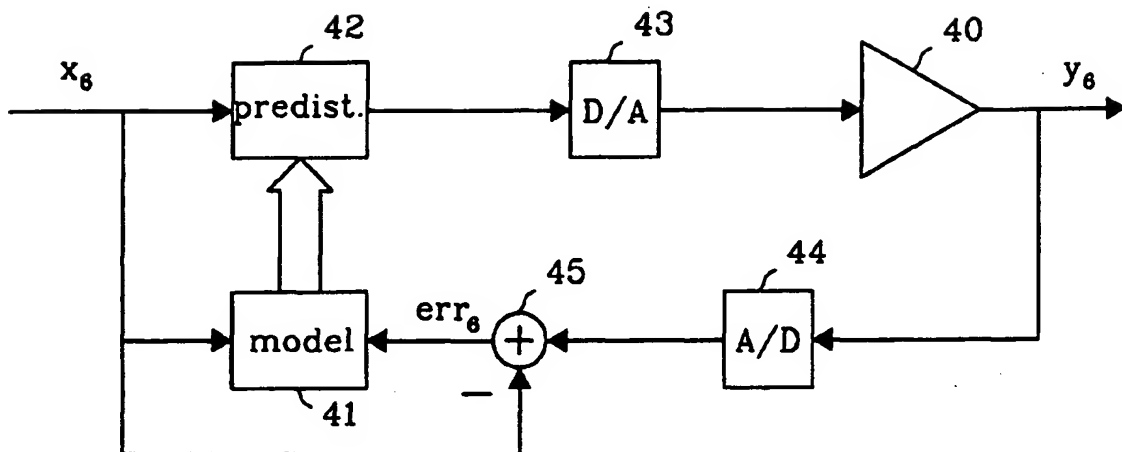 42
43
40
x₆
predist.
D/A
y₆
45
44
err₆
model
+
A/D
−
41